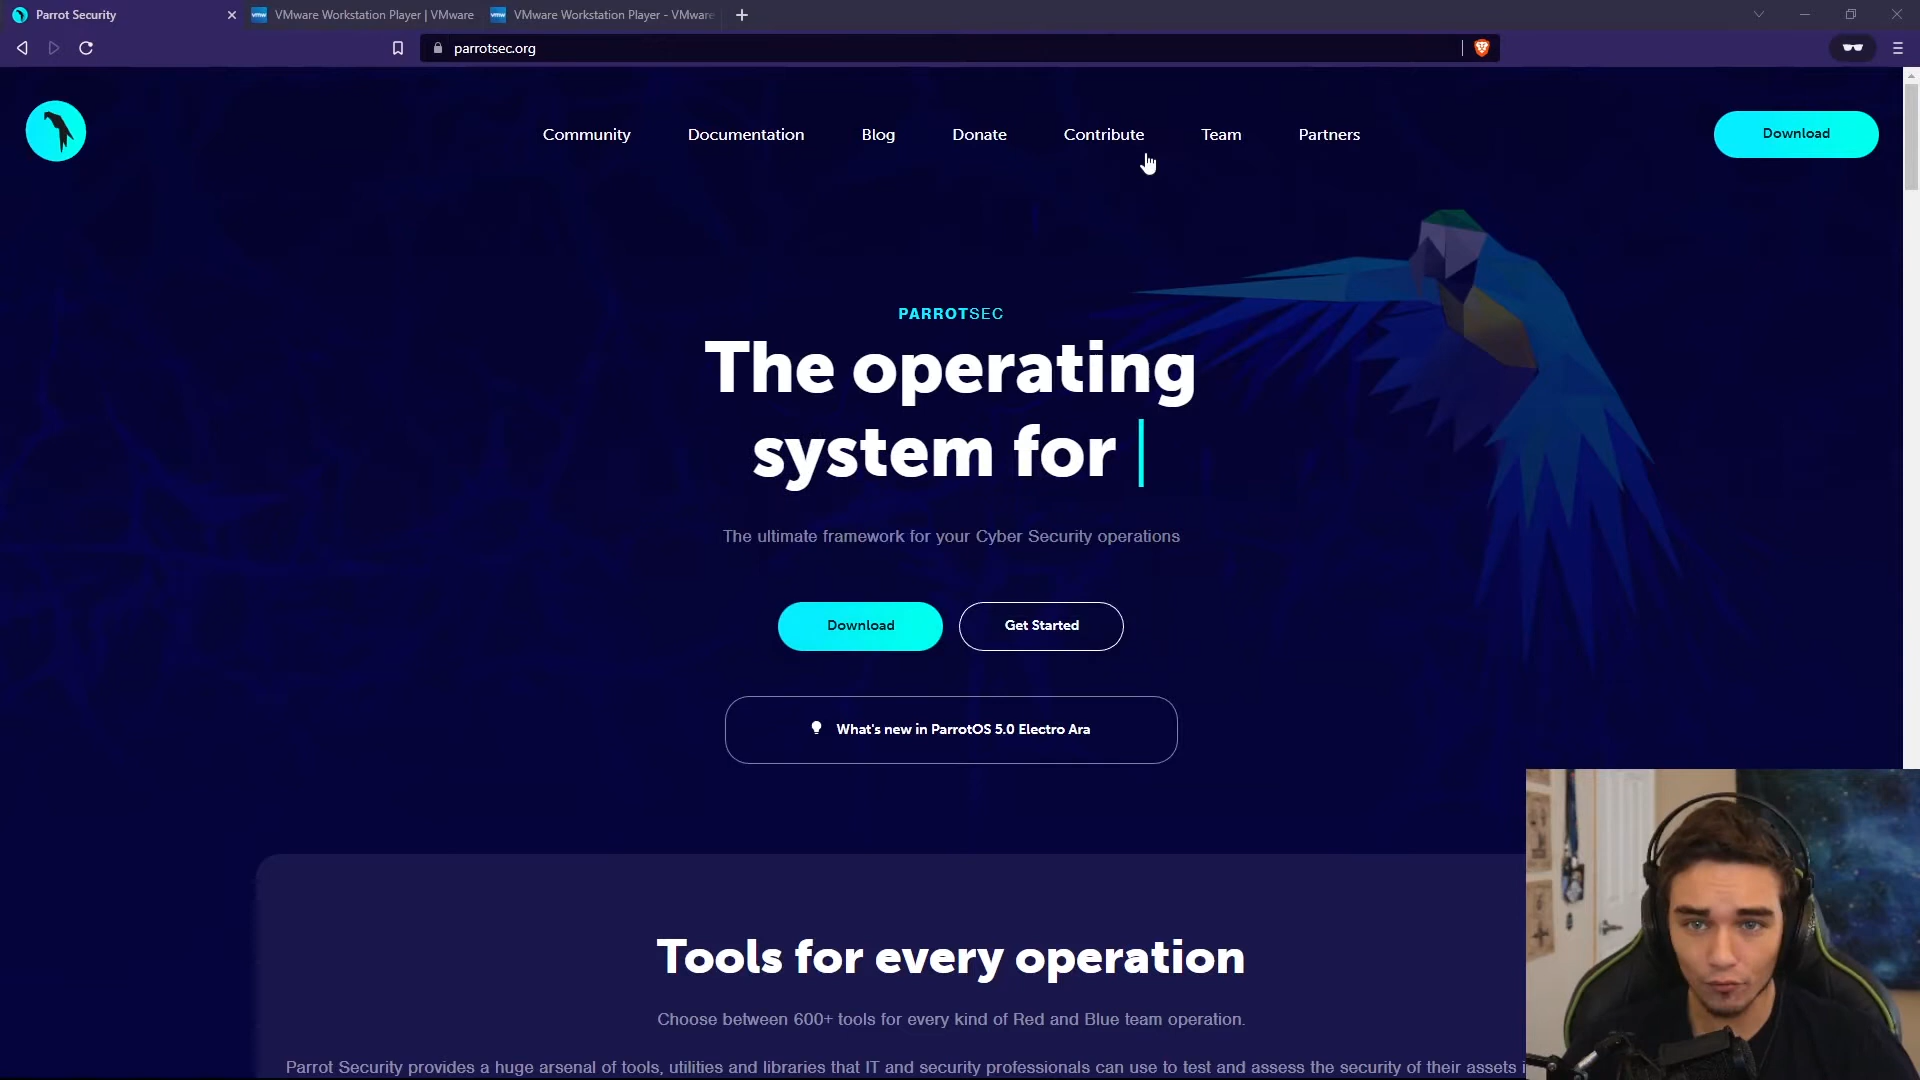 Parrot Security
VMware Workstation Player | VMware
VMware Workstation Player - VMware
parrotsec.org
Community
Documentation
Blog
Donate
Contribute
Team
Partners
Download
PARROTSEC
The operating
system for
The ultimate framework for your Cyber Security operations
Download
Get Started
What's new in ParrotOS 5.0 Electro Ara
Tools for every operation
Choose between 600+ tools for every kind of Red and Blue team operation.
Parrot Security provides a huge arsenal of tools, utilities and libraries that IT and security professionals can use to test and assess the security of their assets